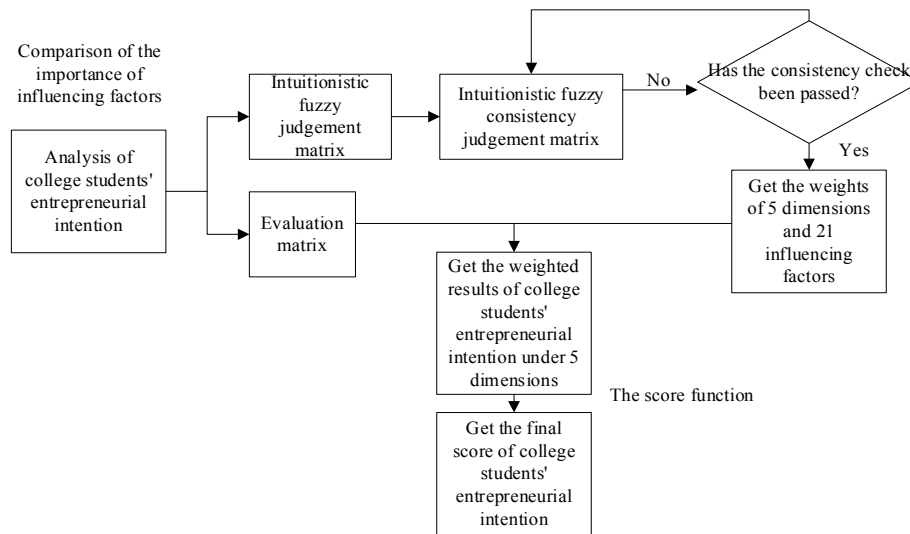 Comparison of the
importance of
influencing factors
Analysis of
college students'
entrepreneurial
intention
Intuitionistic
fuzzy
judgement
matrix
Intuitionistic fuzzy
consistency
judgement matrix
No
Has the consistency check
been passed?
Yes
Get the weights
of 5 dimensions
and 21
influencing
factors
Evaluation
matrix
Get the weighted
results of college
students'
entrepreneurial
intention under 5
dimensions
The score function
Get the final
score of college
students'
entrepreneurial
intention